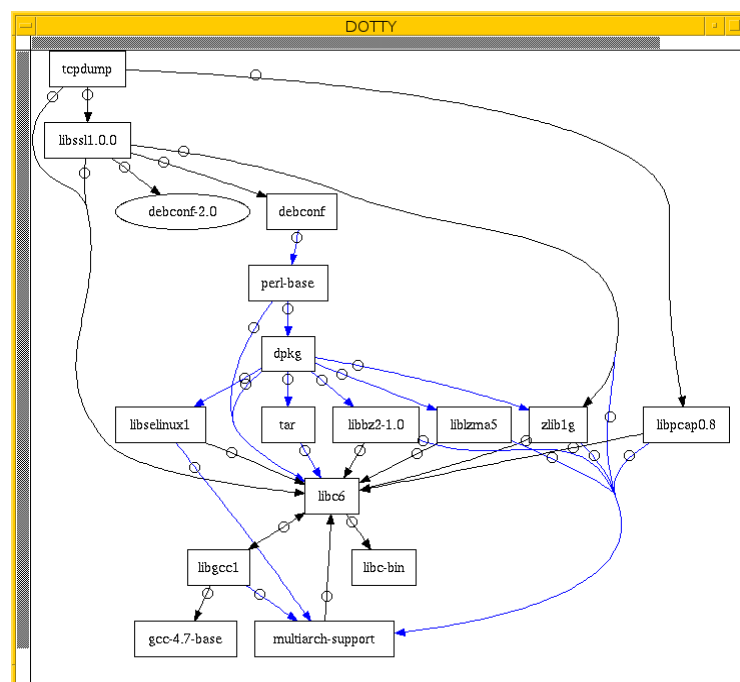 DOTTY
tcpdump
libssl1.0.0
debconf-2.0
debconf
perl-base
dpkg
libselinux1
tar
libbz2-1.0
liblzma5
zlib1g
libpcap0.8
libc6
libgcc1
libc-bin
gcc-4.7-base
multiarch-support